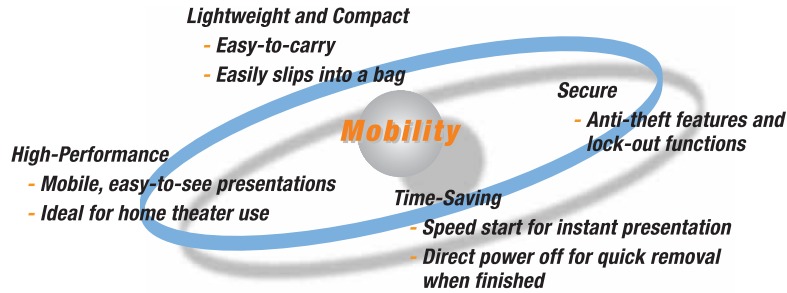 Lightweight and Compact
- Easy-to-carry
- Easily slips into a bag
Secure
- Anti-theft features and
lock-out functions
Mobility
High-Performance
- Mobile, easy-to-see presentations
- Ideal for home theater use
Time-Saving
- Speed start for instant presentation
- Direct power off for quick removal
when finished